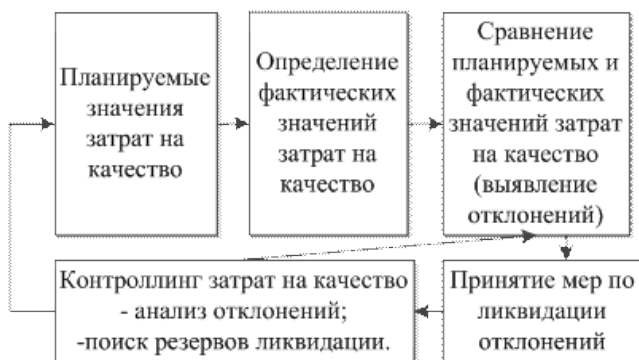 Планируемые
значения
затрат на
качество
Определение
фактических
значений
затрат на
качество
Сравнение
планируемых и
фактических
значений затрат
на качество
(выявление
отклонений)
Контроллинг затрат на качество
- анализ отклонений;
-поиск резервов ликвидации.
Принятие мер по
ликвидации
отклонений